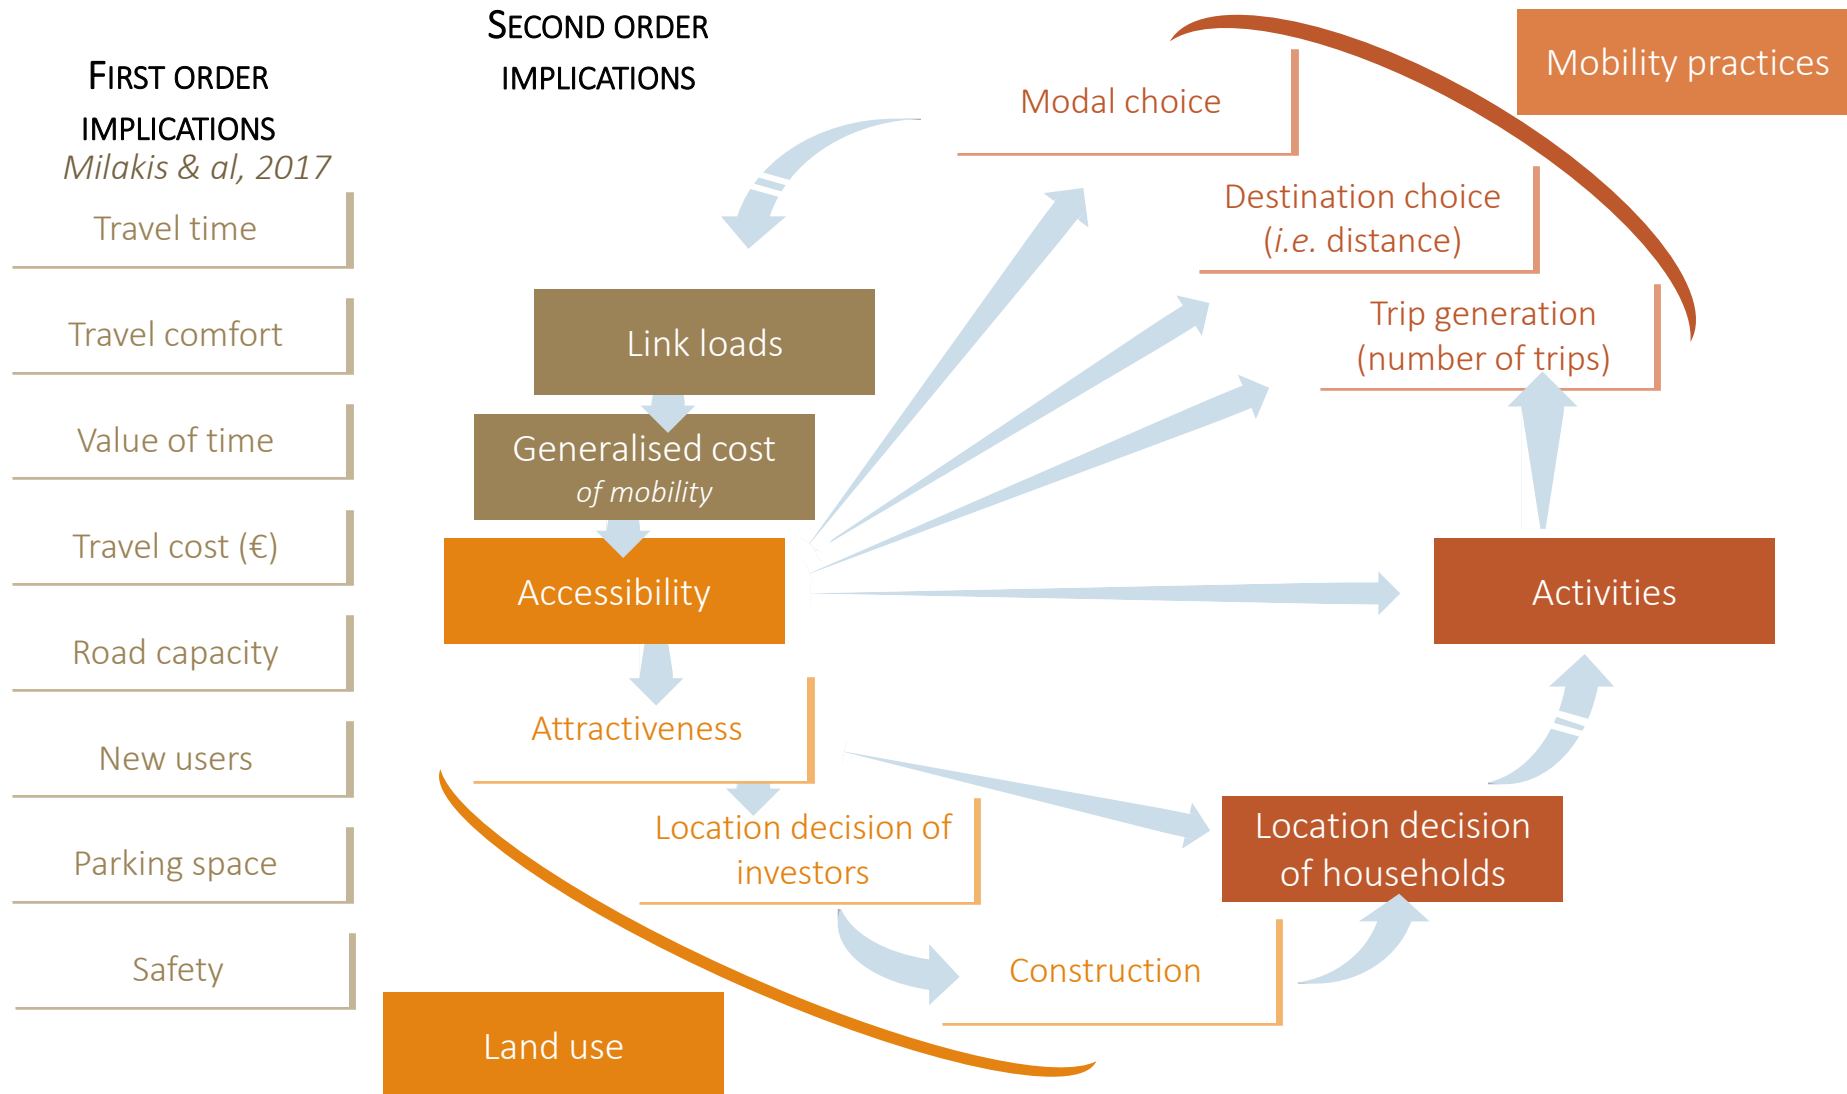 FIRST ORDER
IMPLICATIONS
Milakis & al, 2017
Travel time
Travel comfort
Value of time
Travel cost (€)
Road capacity
New users
Parking space
Safety
SECOND ORDER
IMPLICATIONS
Mobility practices
Modal choice
Destination choice
(i.e. distance)
Trip generation
(number of trips)
Link loads
Generalised cost
of mobility
Accessibility
Activities
Attractiveness
Location decision of
investors
Location decision
of households
Construction
Land use